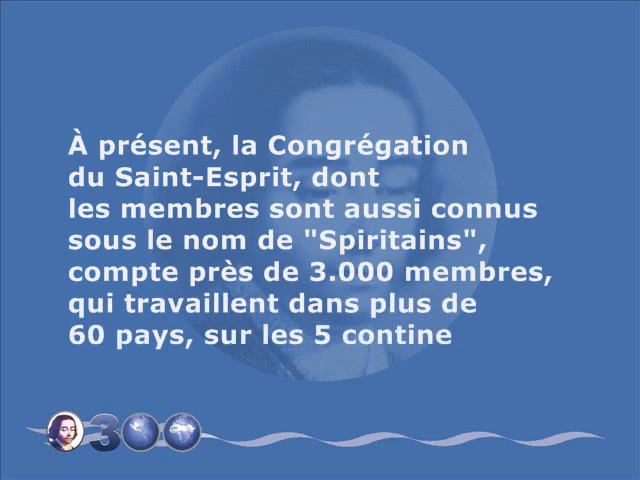 À présent, la Congrégation
du Saint-Esprit, dont
les membres sont aussi connus
sous le nom de "Spiritains",
compte près de 3.000 membres,
qui travaillent dans plus de
60 pays, sur les 5 contine
300